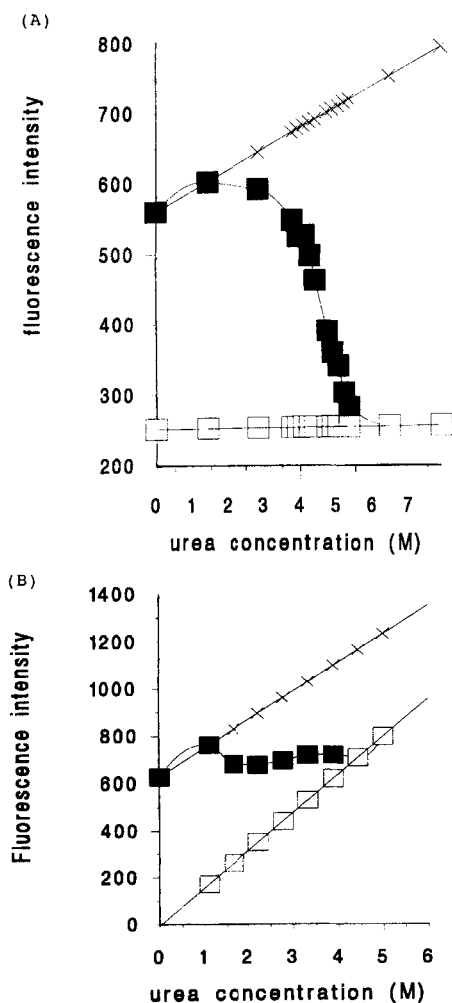 (A)
800
700
600
500
400
300
200
fluorescence intensity
0 1 2 3 4 5 6 7
urea concentration (M)
(B)
1400
1200
1000
800
600
400
200
0
Fluorescence intensity
0 1 2 3 4 5 6
urea concentration (M)